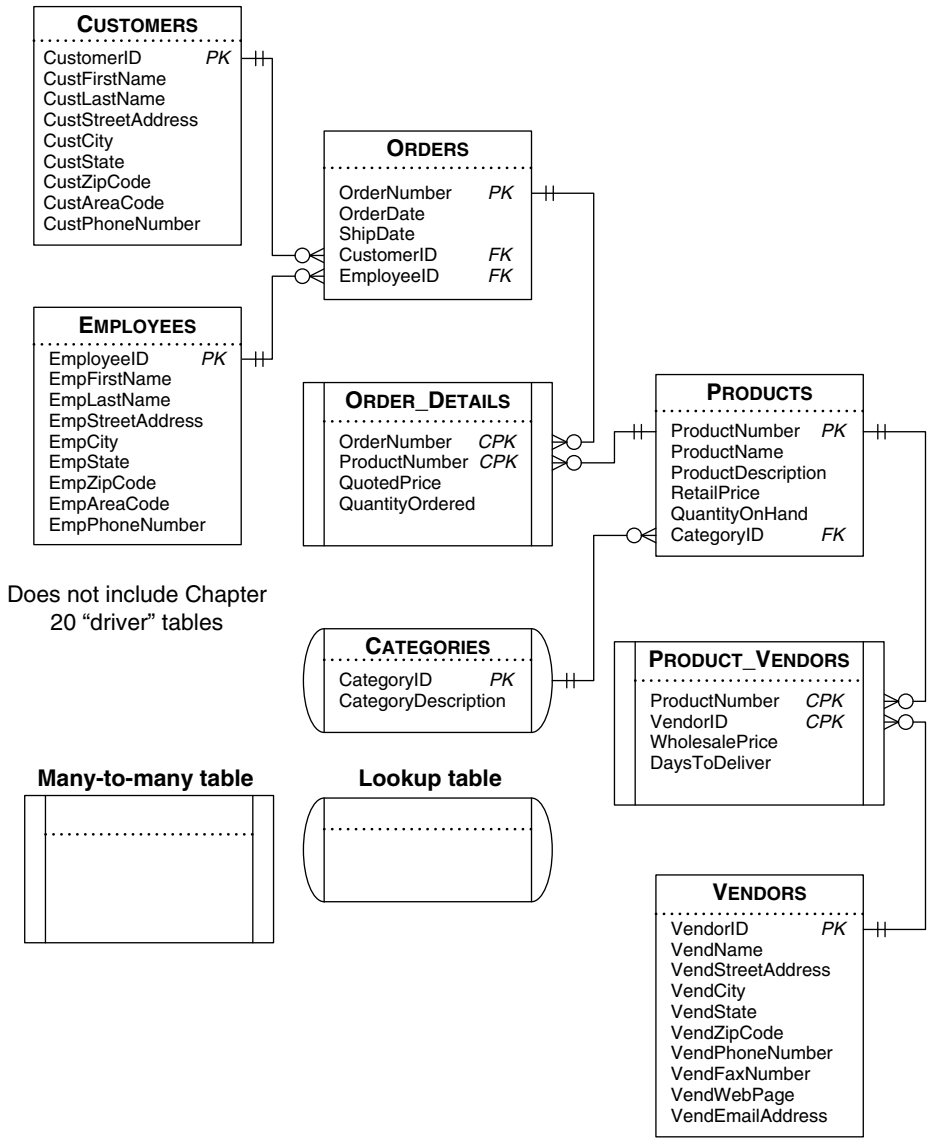 CUSTOMERS
CustomerID PK
CustFirstName
CustLastName
CustStreetAddress
CustCity
CustState
CustZipCode
CustAreaCode
CustPhoneNumber
ORDERS
OrderNumber PK
OrderDate
ShipDate
CustomerID FK
EmployeeID FK
EMPLOYEES
EmployeeID PK
EmpFirstName
EmpLastName
EmpStreetAddress
EmpCity
EmpState
EmpZipCode
EmpAreaCode
EmpPhoneNumber
ORDER_DETAILS
OrderNumber CPK
ProductNumber CPK
QuotedPrice
QuantityOrdered
PRODUCTS
ProductNumber PK
ProductName
ProductDescription
RetailPrice
QuantityOnHand
CategoryID FK
Does not include Chapter
20 “driver” tables
CATEGORIES
CategoryID PK
CategoryDescription
PRODUCT_VENDORS
ProductNumber CPK
VendorID CPK
WholesalePrice
DaysToDeliver
Many-to-many table
Lookup table
VENDORS
VendorID PK
VendName
VendStreetAddress
VendCity
VendState
VendZipCode
VendPhoneNumber
VendFaxNumber
VendWebPage
VendEmailAddress